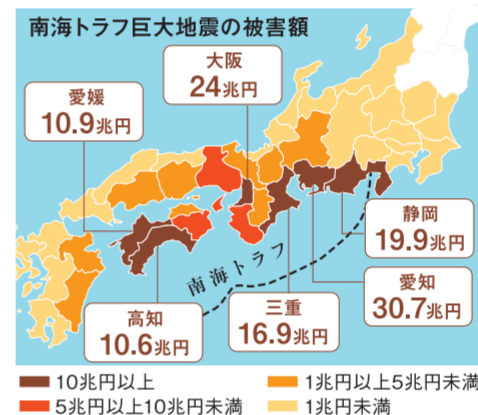 南海トラフ巨大地震の被害額
大阪
24兆円
愛媛
10.9兆円
静岡
19.9兆円
南海トラフ
愛知
30.7兆円
高知
10.6兆円
三重
16.9兆円
10兆円以上
1兆円以上5兆円未満
5兆円以上10兆円未満
1兆円未満